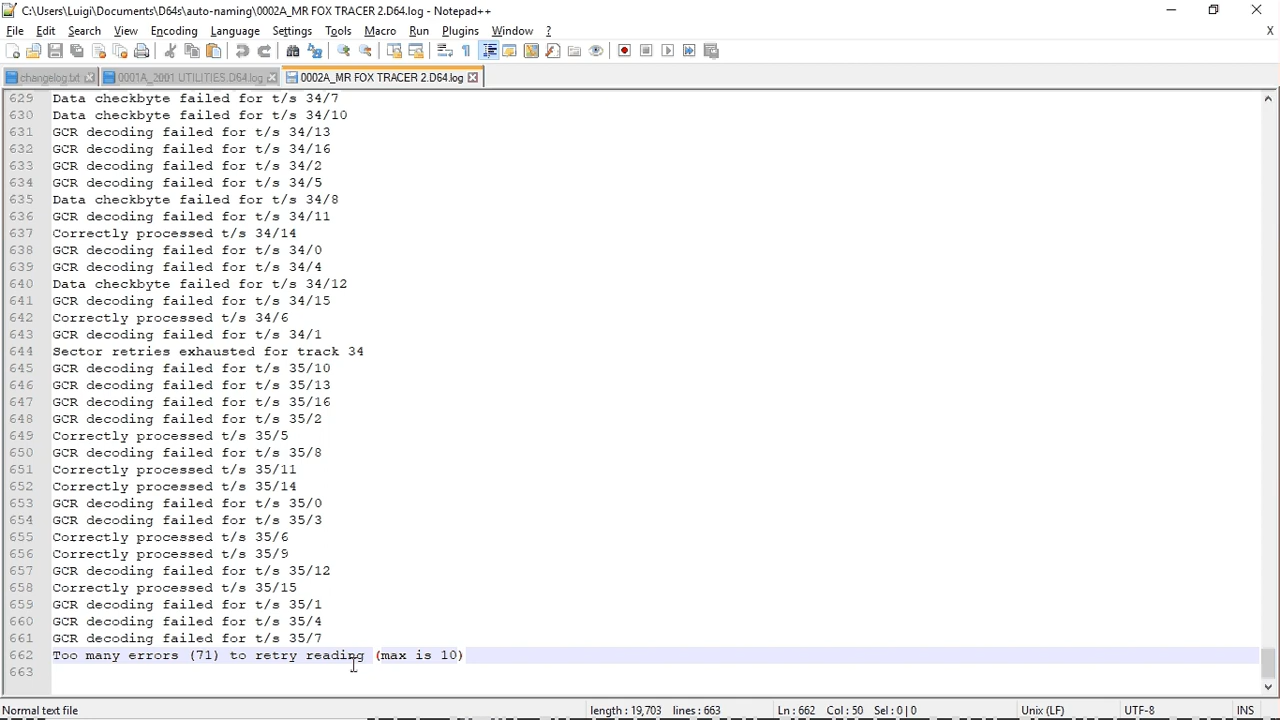 C:\Users\Luigi\Documents\D64s\auto-naming\0002A_MR FOX TRACER 2.D64.log - Notepad++
File Edit Search View Encoding Language Settings Tools Macro Run Plugins Window ? X
changelog.txt 0001A_2001 UTILITIES.D64.log 0002A_MR FOX TRACER 2.D64.log
629 Data checkbyte failed for t/s 34/7
630 Data checkbyte failed for t/s 34/10
631 GCR decoding failed for t/s 34/13
632 GCR decoding failed for t/s 34/16
633 GCR decoding failed for t/s 34/2
634 GCR decoding failed for t/s 34/5
635 Data checkbyte failed for t/s 34/8
636 GCR decoding failed for t/s 34/11
637 Correctly processed t/s 34/14
638 GCR decoding failed for t/s 34/0
639 GCR decoding failed for t/s 34/4
640 Data checkbyte failed for t/s 34/12
641 GCR decoding failed for t/s 34/15
642 Correctly processed t/s 34/6
643 GCR decoding failed for t/s 34/1
644 Sector retries exhausted for track 34
645 GCR decoding failed for t/s 35/10
646 GCR decoding failed for t/s 35/13
647 GCR decoding failed for t/s 35/16
648 GCR decoding failed for t/s 35/2
649 Correctly processed t/s 35/5
650 GCR decoding failed for t/s 35/8
651 Correctly processed t/s 35/11
652 Correctly processed t/s 35/14
653 GCR decoding failed for t/s 35/0
654 GCR decoding failed for t/s 35/3
655 Correctly processed t/s 35/6
656 Correctly processed t/s 35/9
657 GCR decoding failed for t/s 35/12
658 Correctly processed t/s 35/15
659 GCR decoding failed for t/s 35/1
660 GCR decoding failed for t/s 35/4
661 GCR decoding failed for t/s 35/7
662 Too many errors (71) to retry reading (max is 10)
663
Normal text file length : 19,703 lines : 663 Ln : 662 Col : 50 Sel : 0 | 0 Unix (LF) UTF-8 INS